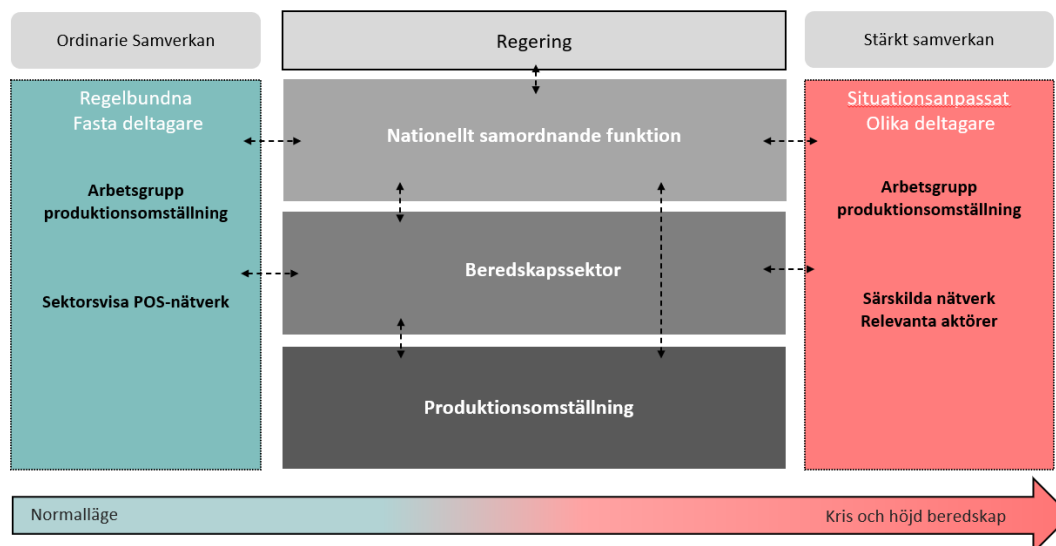 Ordinarie Samverkan
Regering
Stärkt samverkan
Regelbundna
Fasta deltagare
Arbetsgrupp
produktionsomställning
Sektorsvisa POS-nätverk
Nationellt samordnande funktion
Beredskapssektor
Produktionsomställning
Situationsanpassat
Olika deltagare
Arbetsgrupp
produktionsomställning
Särskilda nätverk
Relevanta aktörer
Normalläge
Kris och höjd beredskap